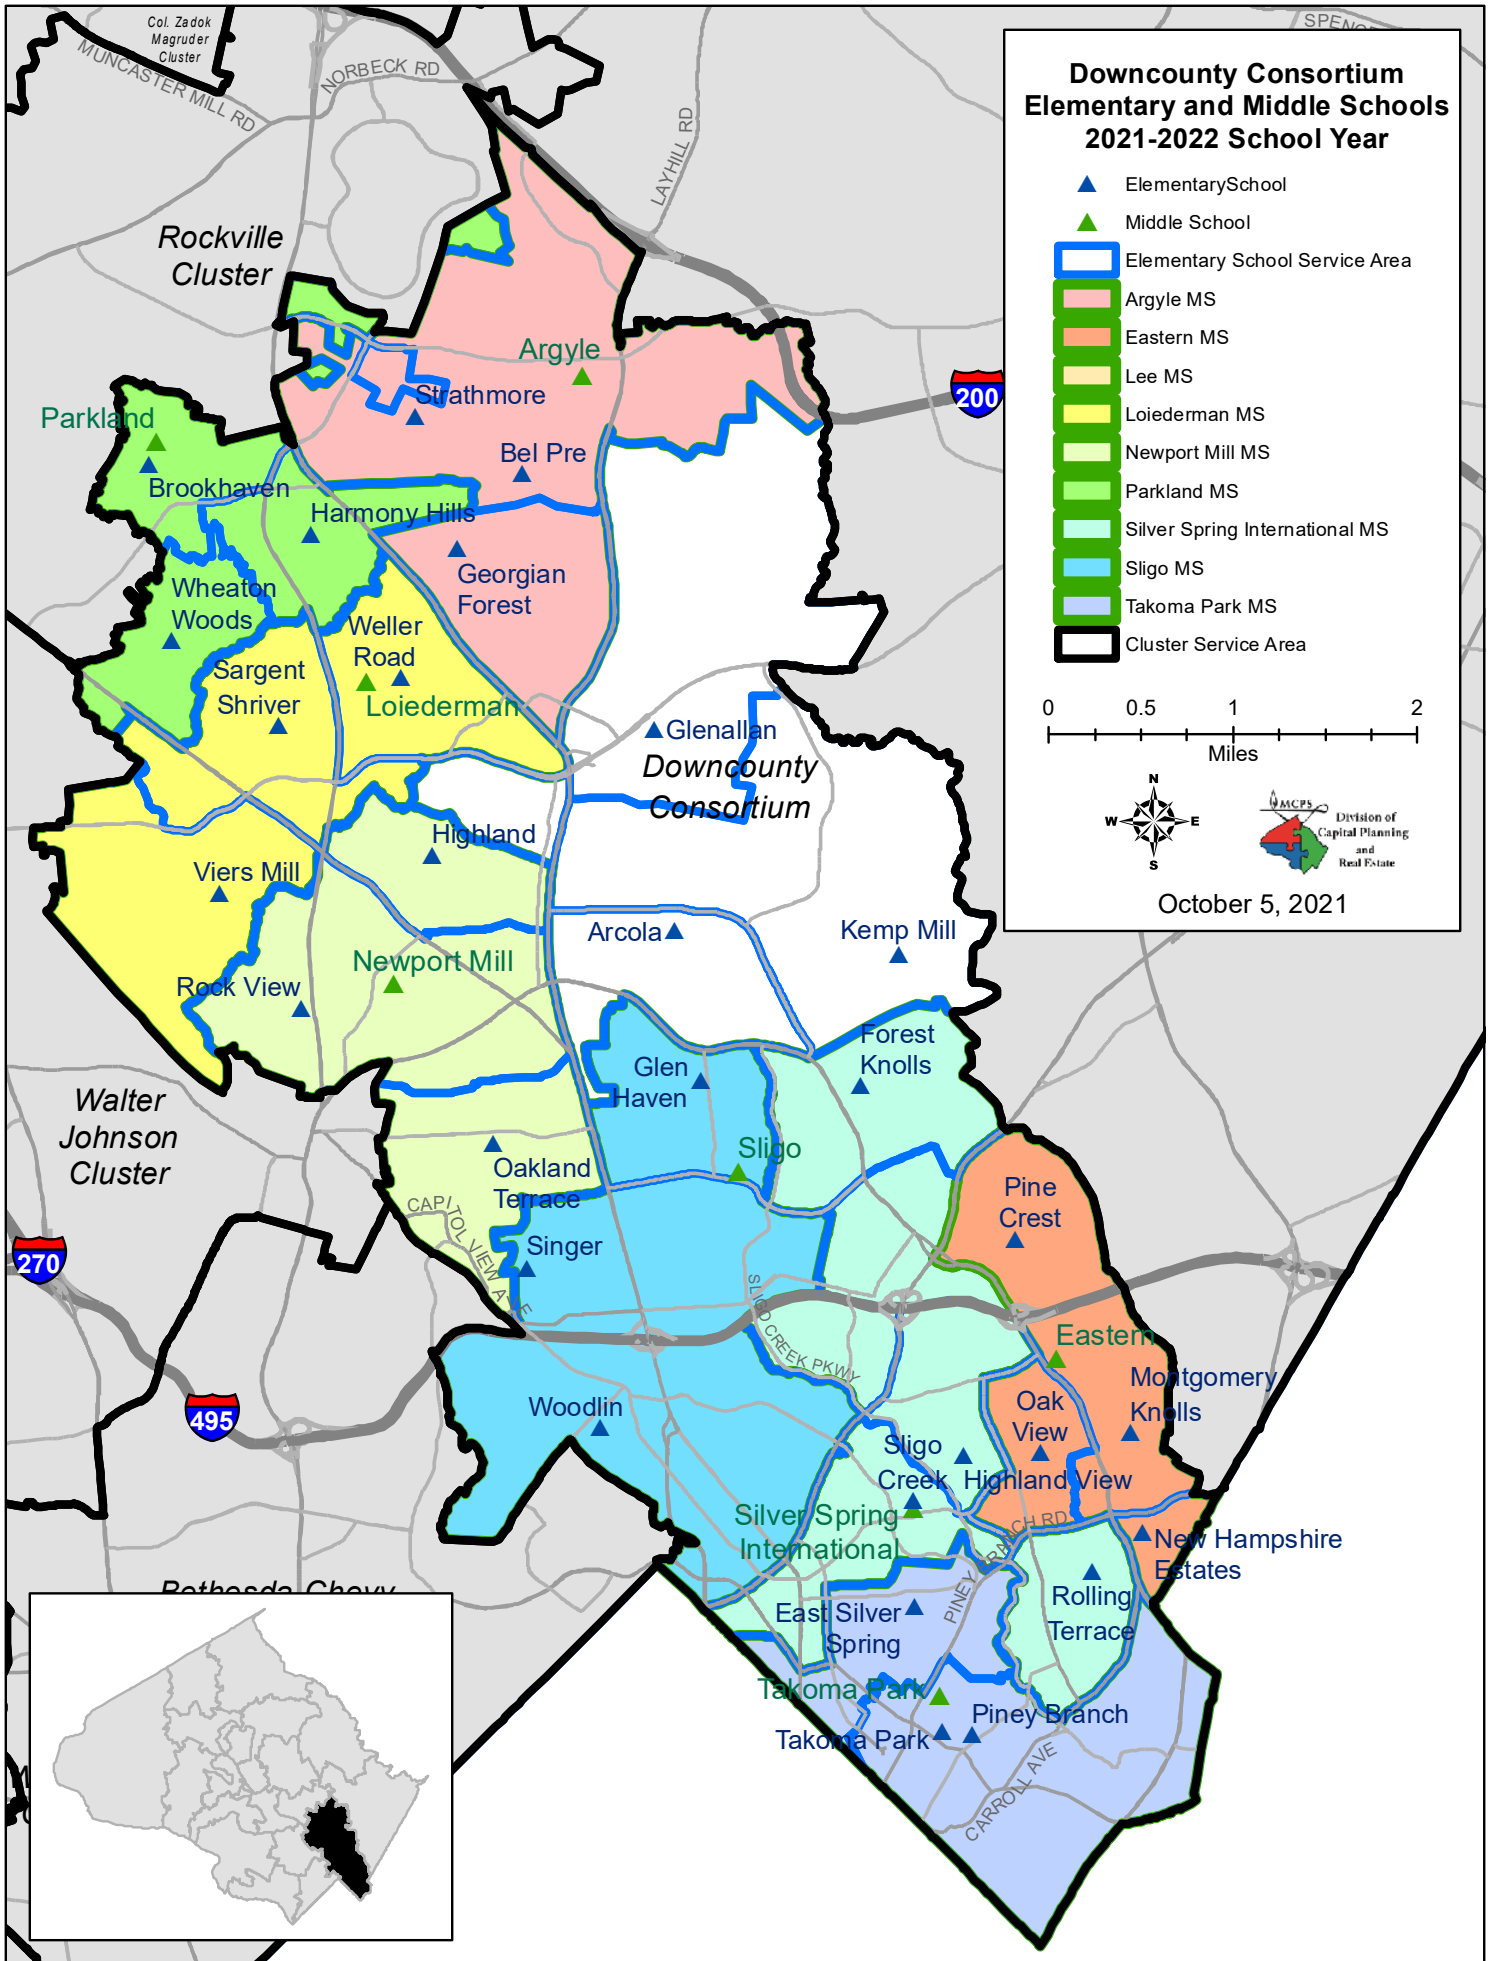 Col. Zadok
Magruder
Cluster
MUNCASTER MILL RD
NORBECK RD
LAYHILL RD
Rockville
Cluster
Argyle
Strathmore
Parkland
Bel Pre
Brookhaven
Harmony Hills
Georgian
Forest
Wheaton
Woods
Weller
Road
Sargent
Shriver
Loiederman
Glenallan
Downcounty
Consortium
Highland
Viers Mill
Arcola
Kemp Mill
Newport Mill
Rock View
Forest
Knolls
Glen
Haven
Walter
Johnson
Cluster
Sligo
Oakland
Terrace
Pine
Crest
CAPITOL VIEW AVE
Singer
270
SLIGO CREEK PKWY
Eastern
Montgomery
Knolls
495
Woodlin
Oak
View
Sligo
Creek
Highland View
Silver Spring
International
PINEY BRANCH RD
New Hampshire
Estates
Rolling
Terrace
East Silver
Spring
Takoma Park
Piney Branch
Takoma Park
CARROLL AVE
Bethesda-Chevy
200
Downcounty Consortium
Elementary and Middle Schools
2021-2022 School Year
ElementarySchool
Middle School
Elementary School Service Area
Argyle MS
Eastern MS
Lee MS
Loiederman MS
Newport Mill MS
Parkland MS
Silver Spring International MS
Sligo MS
Takoma Park MS
Cluster Service Area
0 0.5 1 2
Miles
N
W E
S
MCPS
Division of
Capital Planning
and
Real Estate
October 5, 2021